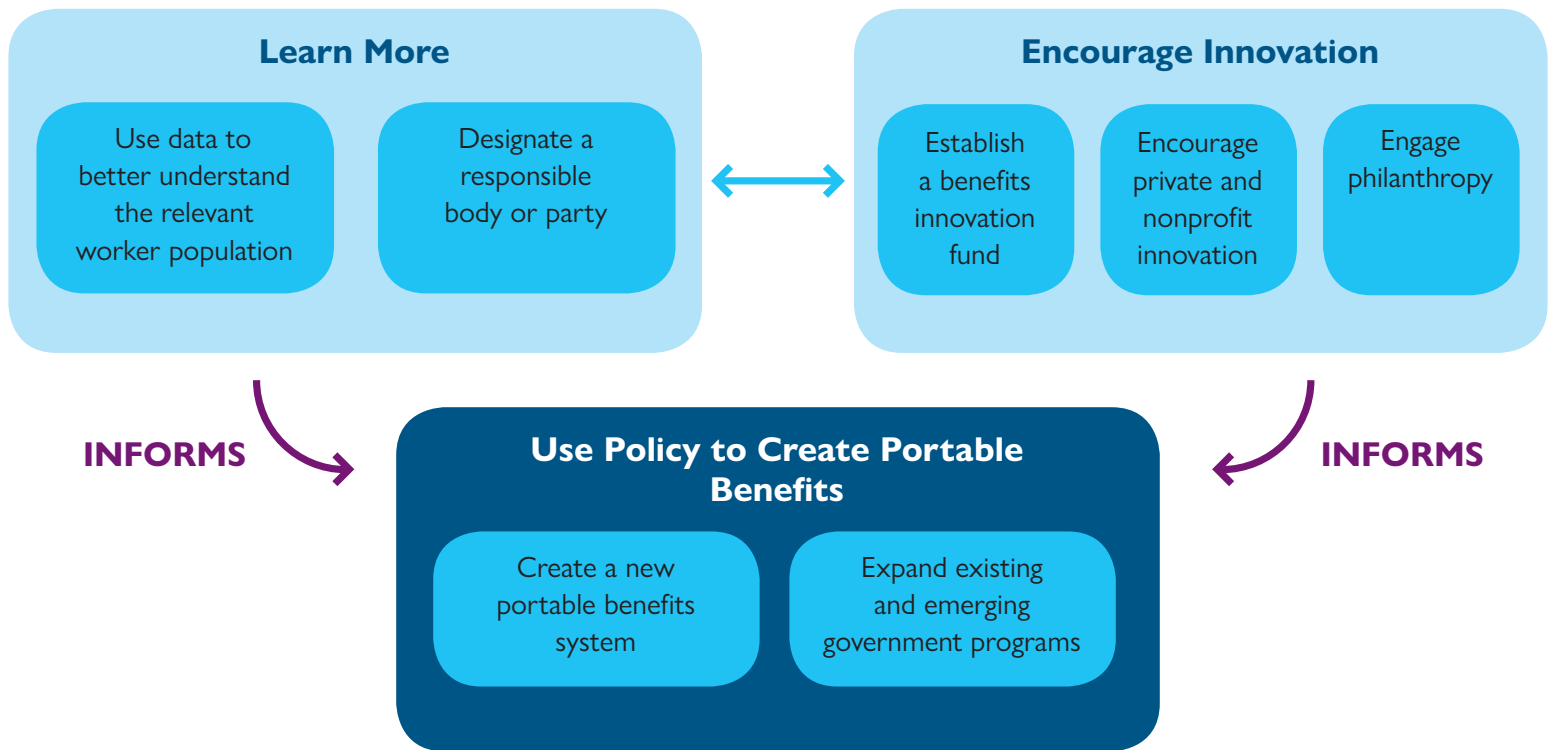 Learn More
Use data to
better understand
the relevant
worker population
Designate a
responsible
body or party
Encourage Innovation
Establish
a benefits
innovation
fund
Encourage
private and
nonprofit
innovation
Engage
philanthropy
INFORMS
INFORMS
Use Policy to Create Portable
Benefits
Create a new
portable benefits
system
Expand existing
and emerging
government programs